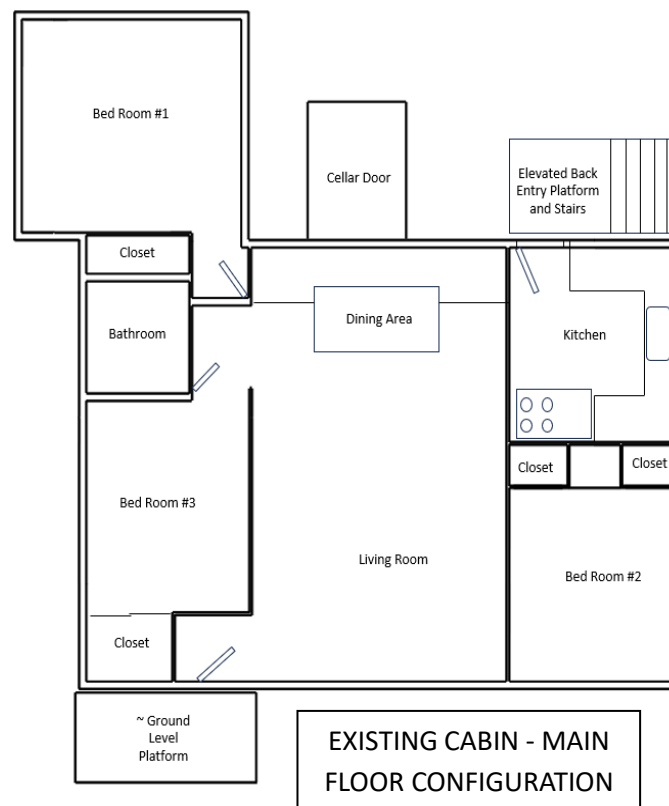 Bed Room #1
Cellar Door
Elevated Back
Entry Platform
and Stairs
Closet
Bathroom
Dining Area
Kitchen
Closet
Closet
Bed Room #3
Living Room
Bed Room #2
Closet
~ Ground
Level
Platform
EXISTING CABIN - MAIN
FLOOR CONFIGURATION